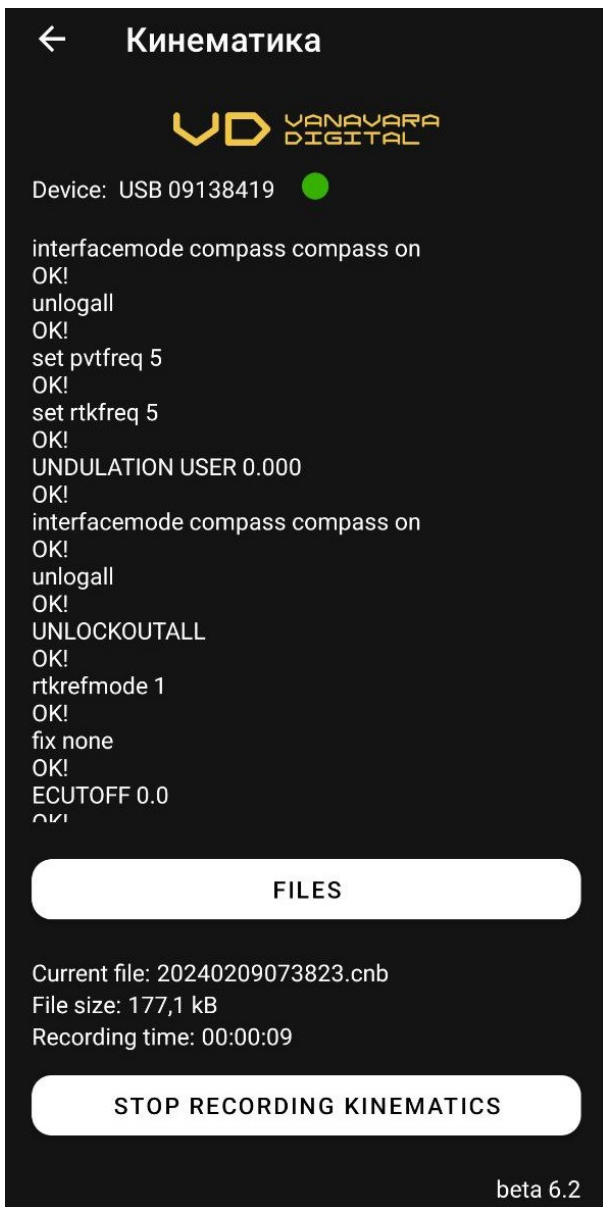 Кинематика
VD VANAVARA
DIGITAL
Device: USB 09138419
interfacemode compass compass on
OK!
unlogall
OK!
set pvtfreq 5
OK!
set rtkfreq 5
OK!
UNDULATION USER 0.000
OK!
interfacemode compass compass on
OK!
unlogall
OK!
UNLOCKOUTALL
OK!
rtkrefmode 1
OK!
fix none
OK!
ECUTOFF 0.0
OK!
FILES
Current file: 20240209073823.cnb
File size: 177,1 kB
Recording time: 00:00:09
STOP RECORDING KINEMATICS
beta 6.2